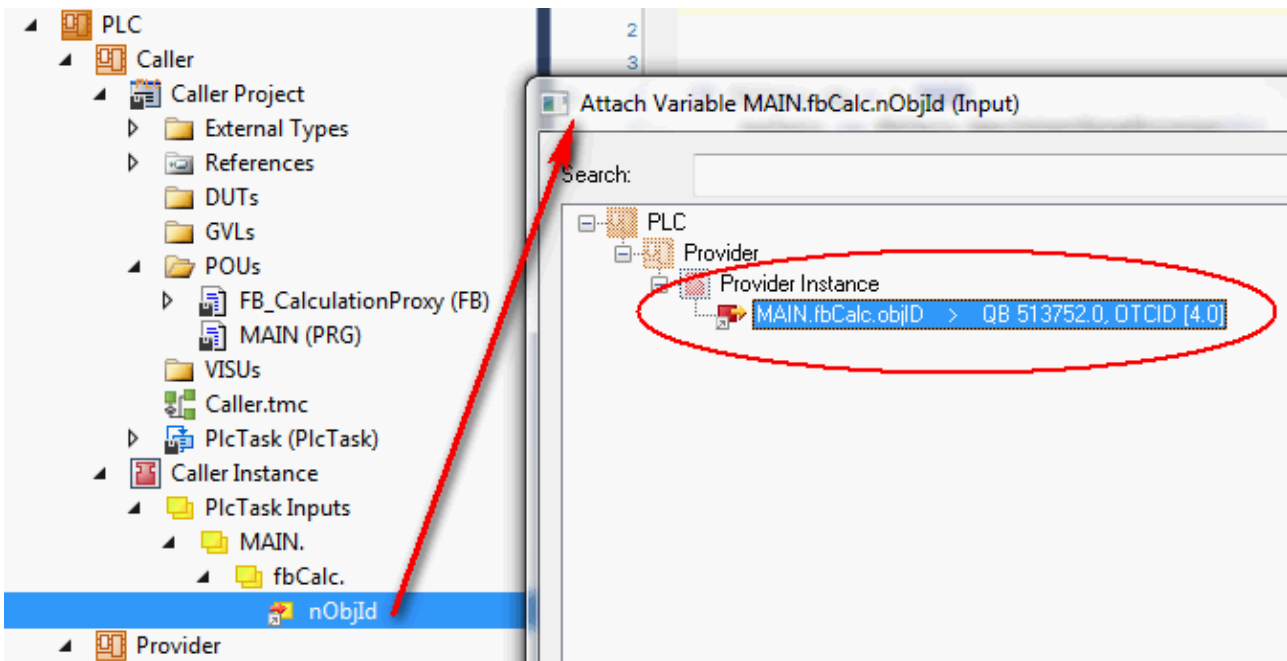 PLC
Caller
Caller Project
External Types
References
DUTs
GVLs
POUs
FB_CalculationProxy (FB)
MAIN (PRG)
VISUs
Caller.tmc
PlcTask (PlcTask)
Caller Instance
PlcTask Inputs
MAIN.
fbCalc.
nObjId
Provider
2
3
Attach Variable MAIN.fbCalc.nObjId (Input)
Search:
PLC
Provider
Provider Instance
MAIN.fbCalc.objID > QB 513752.0, OTCID [4.0]